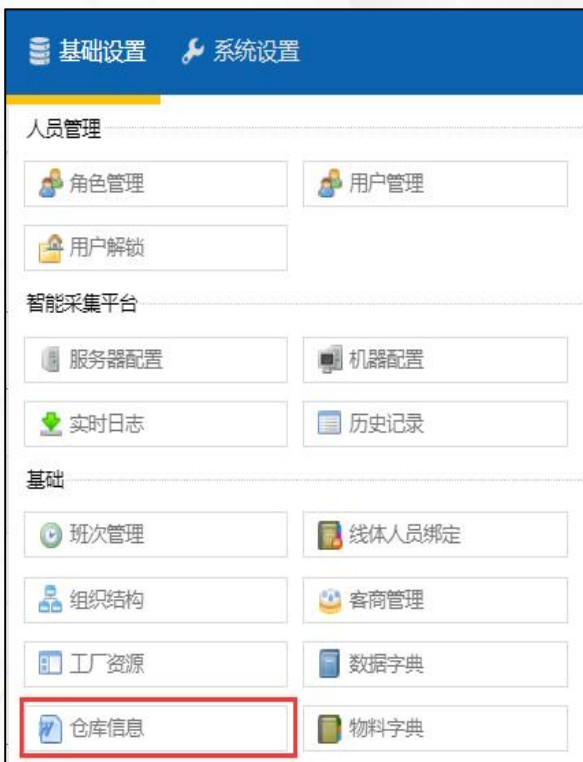 基础设置 系统设置
人员管理
角色管理 用户管理
用户解锁
智能采集平台
服务器配置 机器配置
实时日志 历史记录
基础
班次管理 线体人员绑定
组织结构 客商管理
工厂资源 数据字典
仓库信息 物料字典